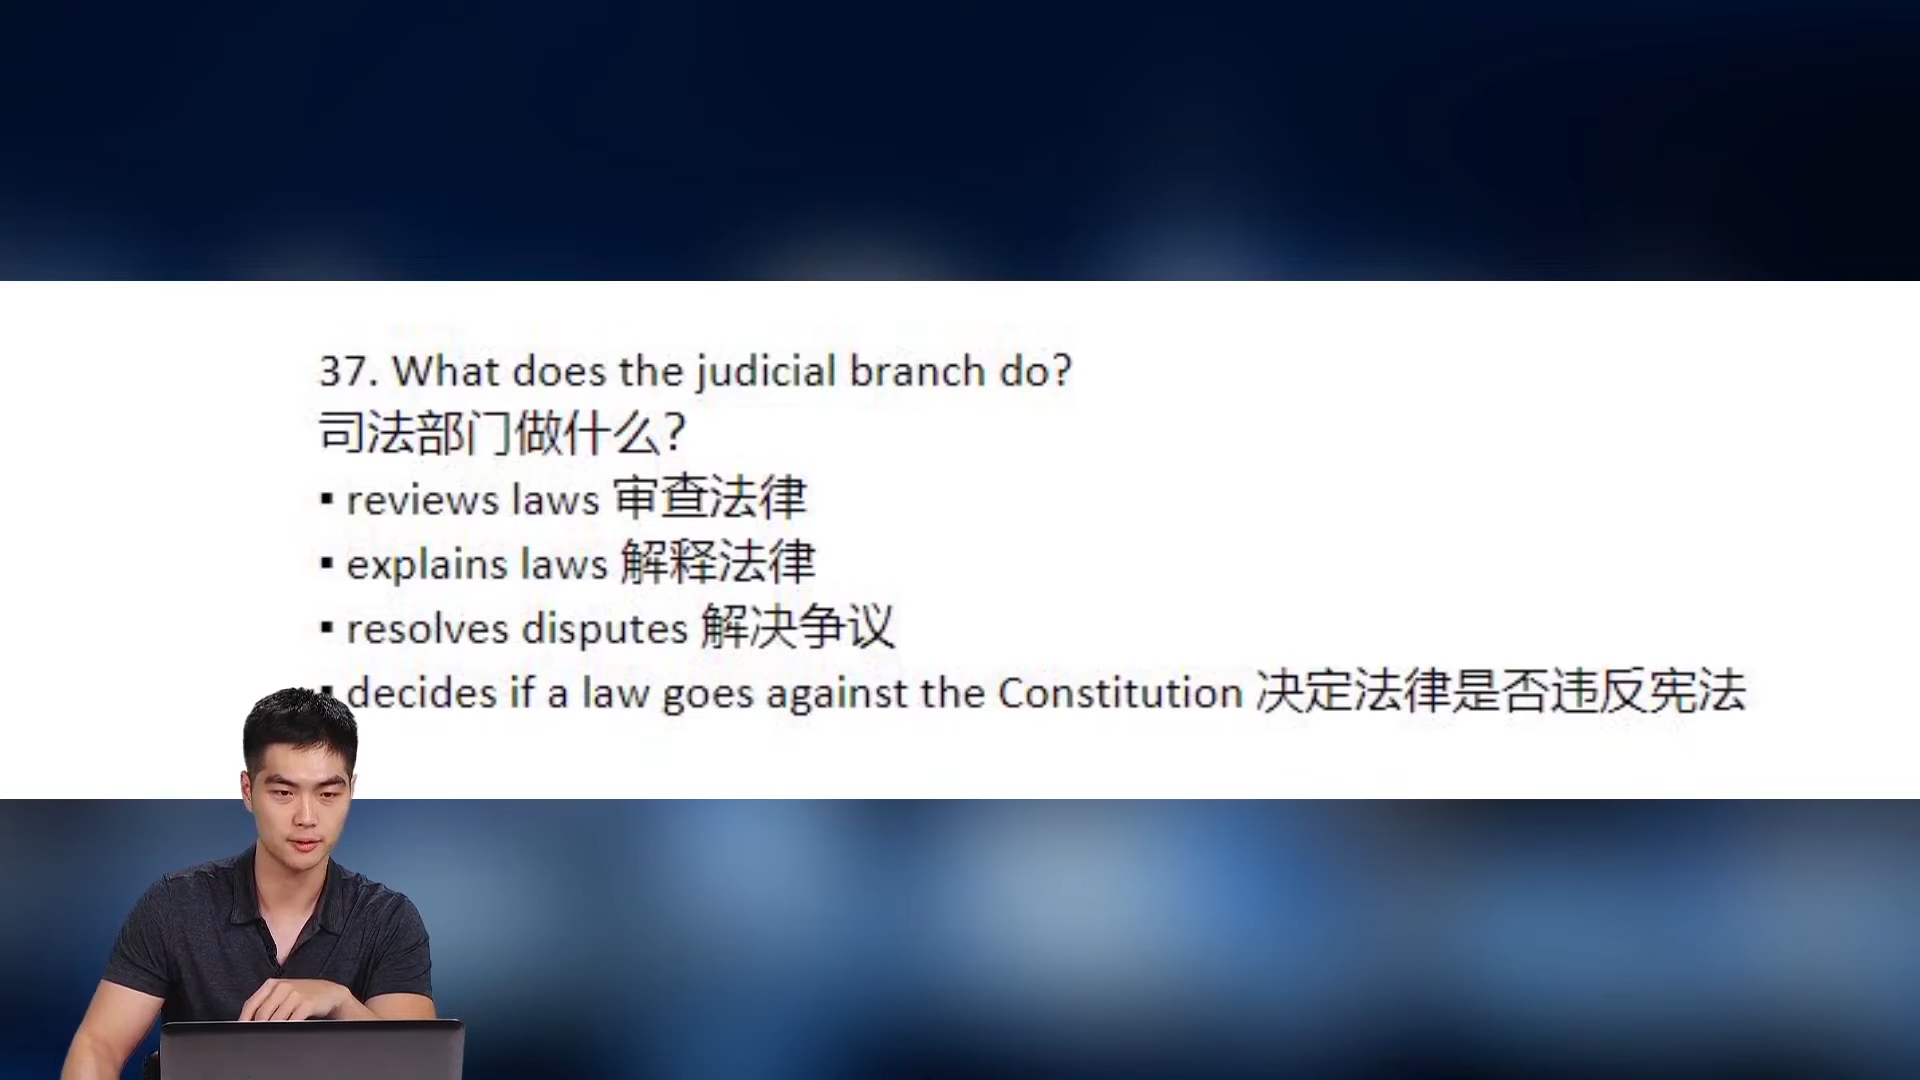 37. What does the judicial branch do?
司法部门做什么?
▪ reviews laws 审查法律
▪ explains laws 解释法律
▪ resolves disputes 解决争议
▪ decides if a law goes against the Constitution 决定法律是否违反宪法